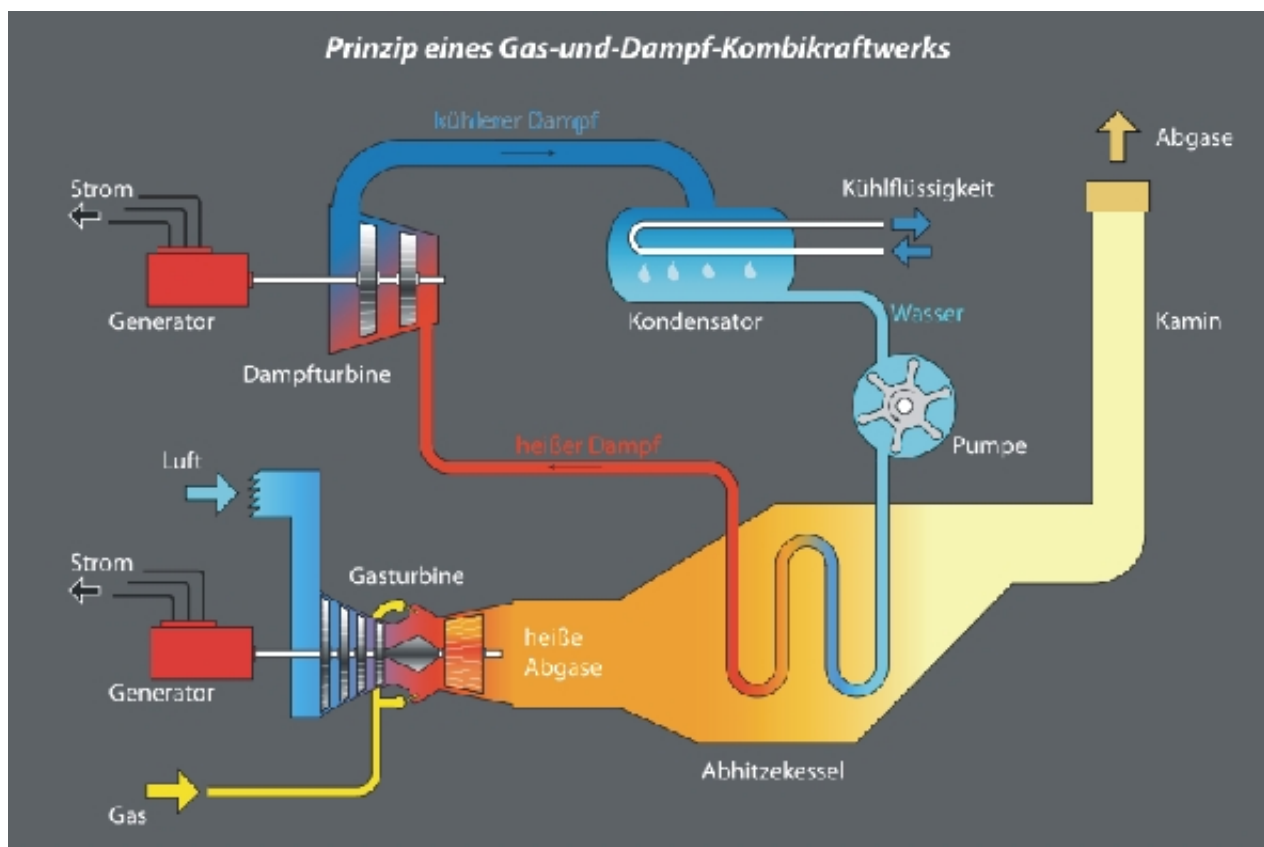 Prinzip eines Gas-und-Dampf-Kombikraftwerks
kühlerer Dampf
Abgase
Strom
Kühlflüssigkeit
Generator
Kondensator
Wasser
Kamin
Dampfturbine
heißer Dampf
Pumpe
Luft
Strom
Gasturbine
heiße
Abgase
Generator
Abhitzekessel
Gas